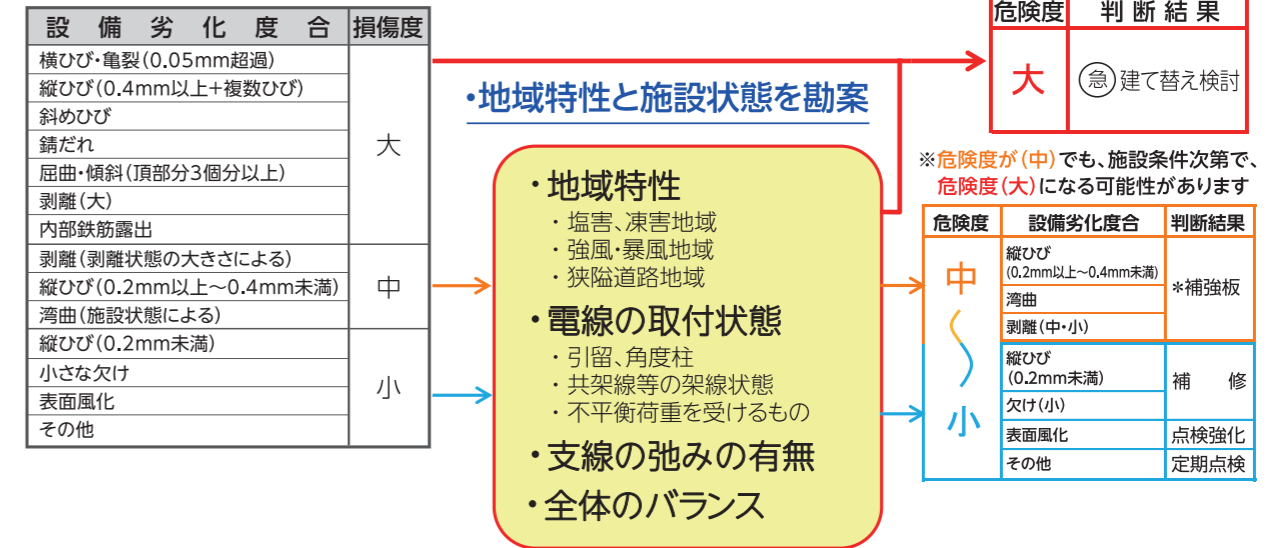 設備劣化度合 損傷度
横ひび・亀裂(0.05mm超過)
縦ひび(0.4mm以上+複数ひび)
斜めひび
錆だれ
屈曲・傾斜(頂部分3個分以上)
剥離(大)
内部鉄筋露出
大
剥離(剥離状態の大きさによる)
縦ひび(0.2mm以上~0.4mm未満)
湾曲(施設状態による)
中
縦ひび(0.2mm未満)
小さな欠け
表面風化
その他
小
・地域特性と施設状態を勘案
・地域特性
・塩害、凍害地域
・強風・暴風地域
・狭隘道路地域
・電線の取付状態
・引留、角度柱
・共架線等の架線状態
・不平衡荷重を受けるもの
・支線の弛みの有無
・全体のバランス
危険度 判断結果
大 急 建て替え検討
※危険度が(中)でも、施設条件次第で、
危険度(大)になる可能性があります
危険度 設備劣化度合 判断結果
中~小
縦ひび
(0.2mm以上~0.4mm未満)
湾曲
剥離(中・小)
*補強板
縦ひび
(0.2mm未満)
欠け(小)
補修
表面風化 点検強化
その他 定期点検